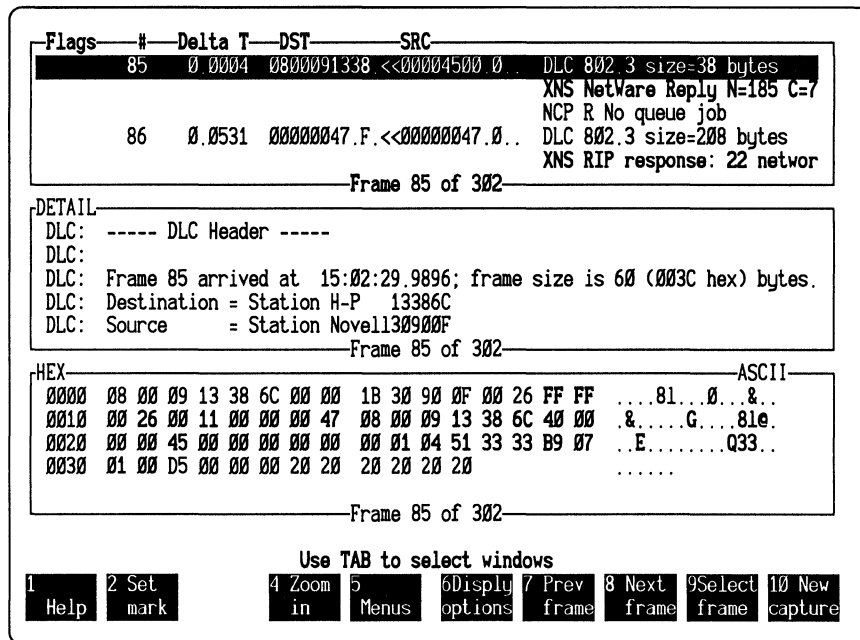 Flags # Delta T DST SRC
85 0.0004 0800091338.<<00004500.0.. DLC 802.3 size=38 bytes
XNS NetWare Reply N=185 C=7
NCP R No queue job
86 0.0531 00000047.F.<<00000047.0.. DLC 802.3 size=208 bytes
XNS RIP response: 22 networ
Frame 85 of 302
DETAIL
DLC: ----- DLC Header -----
DLC:
DLC: Frame 85 arrived at 15:02:29.9896; frame size is 60 (003C hex) bytes.
DLC: Destination = Station H-P 13386C
DLC: Source = Station Novell30900F
Frame 85 of 302
HEX ASCII
0000 08 00 09 13 38 6C 00 00 1B 30 90 0F 00 26 FF FF ....8l...0...&..
0010 00 26 00 11 00 00 00 47 08 00 09 13 38 6C 40 00 .&.....G....8l@.
0020 00 00 45 00 00 00 00 00 00 01 04 51 33 33 B9 07 ..E........Q33..
0030 01 00 D5 00 00 00 20 20 20 20 20 20 ......
Frame 85 of 302
Use TAB to select windows
1 Help 2 Set mark 4 Zoom in 5 Menus 6Disply options 7 Prev frame 8 Next frame 9Select frame 10 New capture